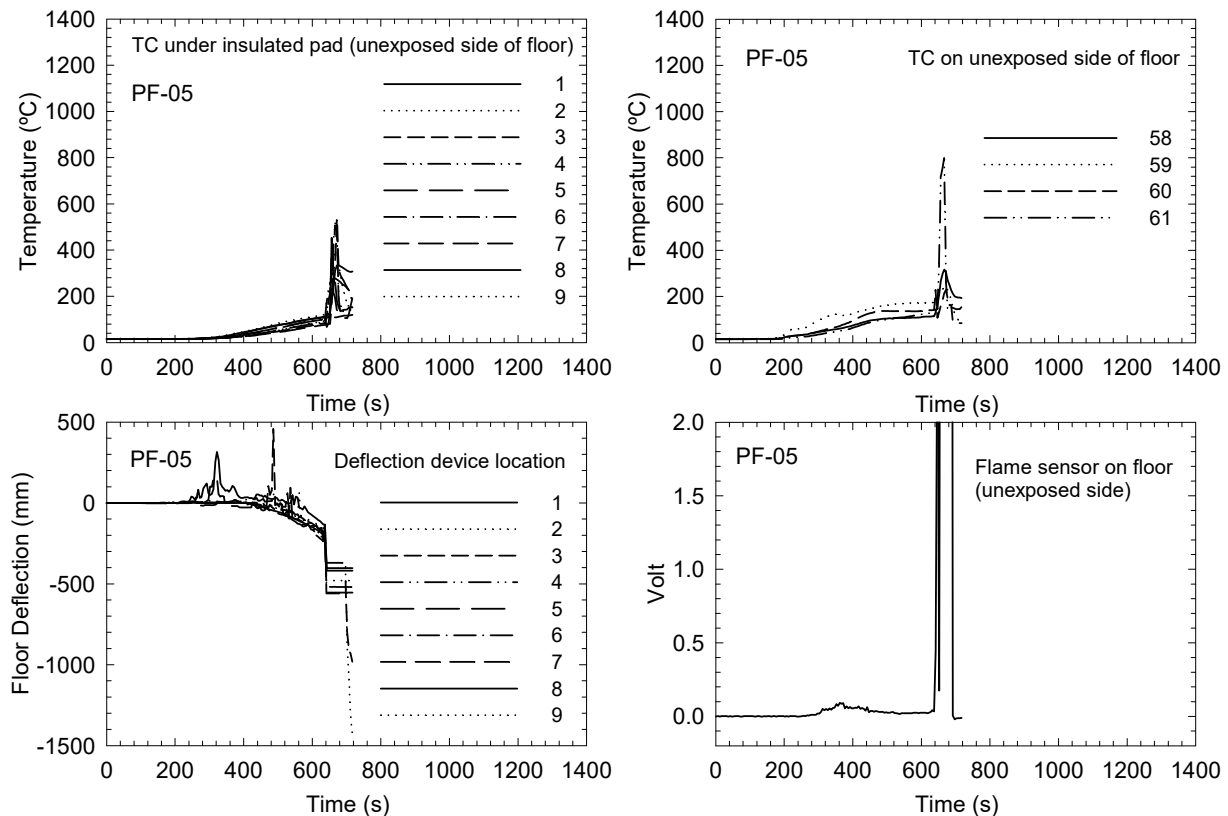 1400
1200
1000
800
600
400
200
0
Temperature (ºC)
TC under insulated pad (unexposed side of floor)
PF-05
1
2
3
4
5
6
7
8
9
0 200 400 600 800 1000 1200 1400
Time (s)
1400
1200
1000
800
600
400
200
0
Temperature (ºC)
PF-05
TC on unexposed side of floor
58
59
60
61
0 200 400 600 800 1000 1200 1400
Time (s)
500
0
-500
-1000
-1500
Floor Deflection (mm)
PF-05
Deflection device location
1
2
3
4
5
6
7
8
9
0 200 400 600 800 1000 1200 1400
Time (s)
2.0
1.5
1.0
0.5
0.0
Volt
PF-05
Flame sensor on floor
(unexposed side)
0 200 400 600 800 1000 1200 1400
Time (s)